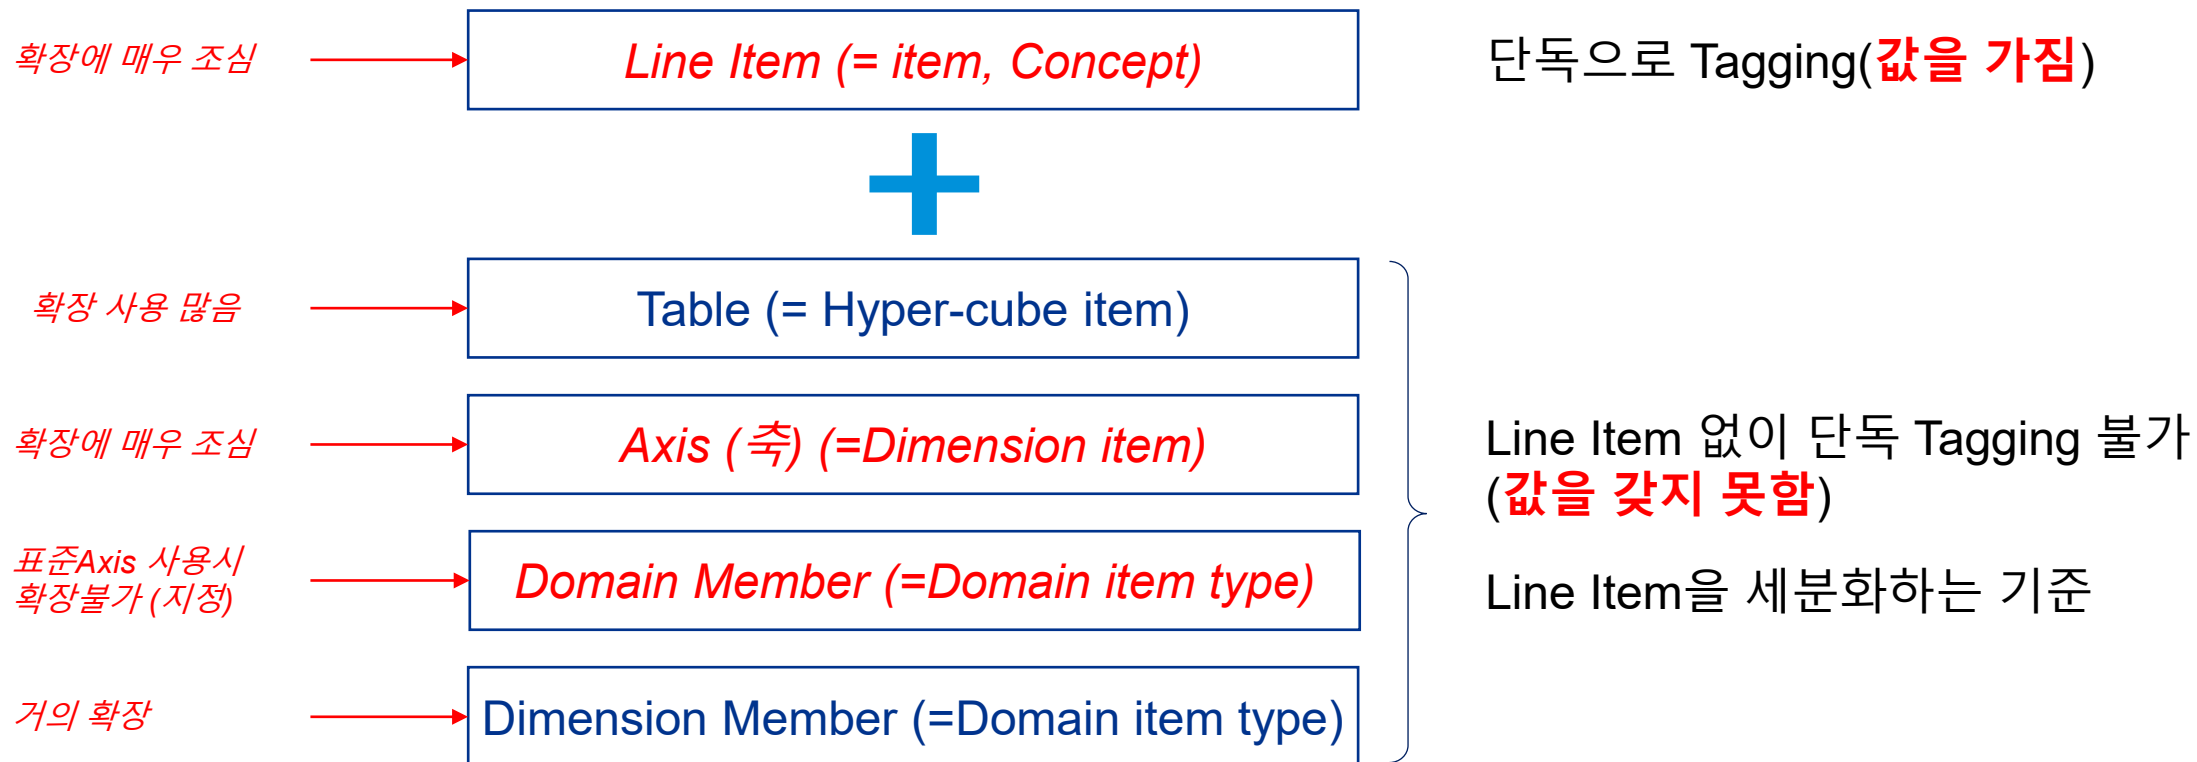 확장에 매우 조심
Line Item (= item, Concept)
단독으로 Tagging(값을 가짐)
확장 사용 많음
Table (= Hyper-cube item)
확장에 매우 조심
Axis (축) (=Dimension item)
Line Item 없이 단독 Tagging 불가
(값을 갖지 못함)
표준Axis 사용시
확장불가 (지정)
Domain Member (=Domain item type)
Line Item을 세분화하는 기준
거의 확장
Dimension Member (=Domain item type)